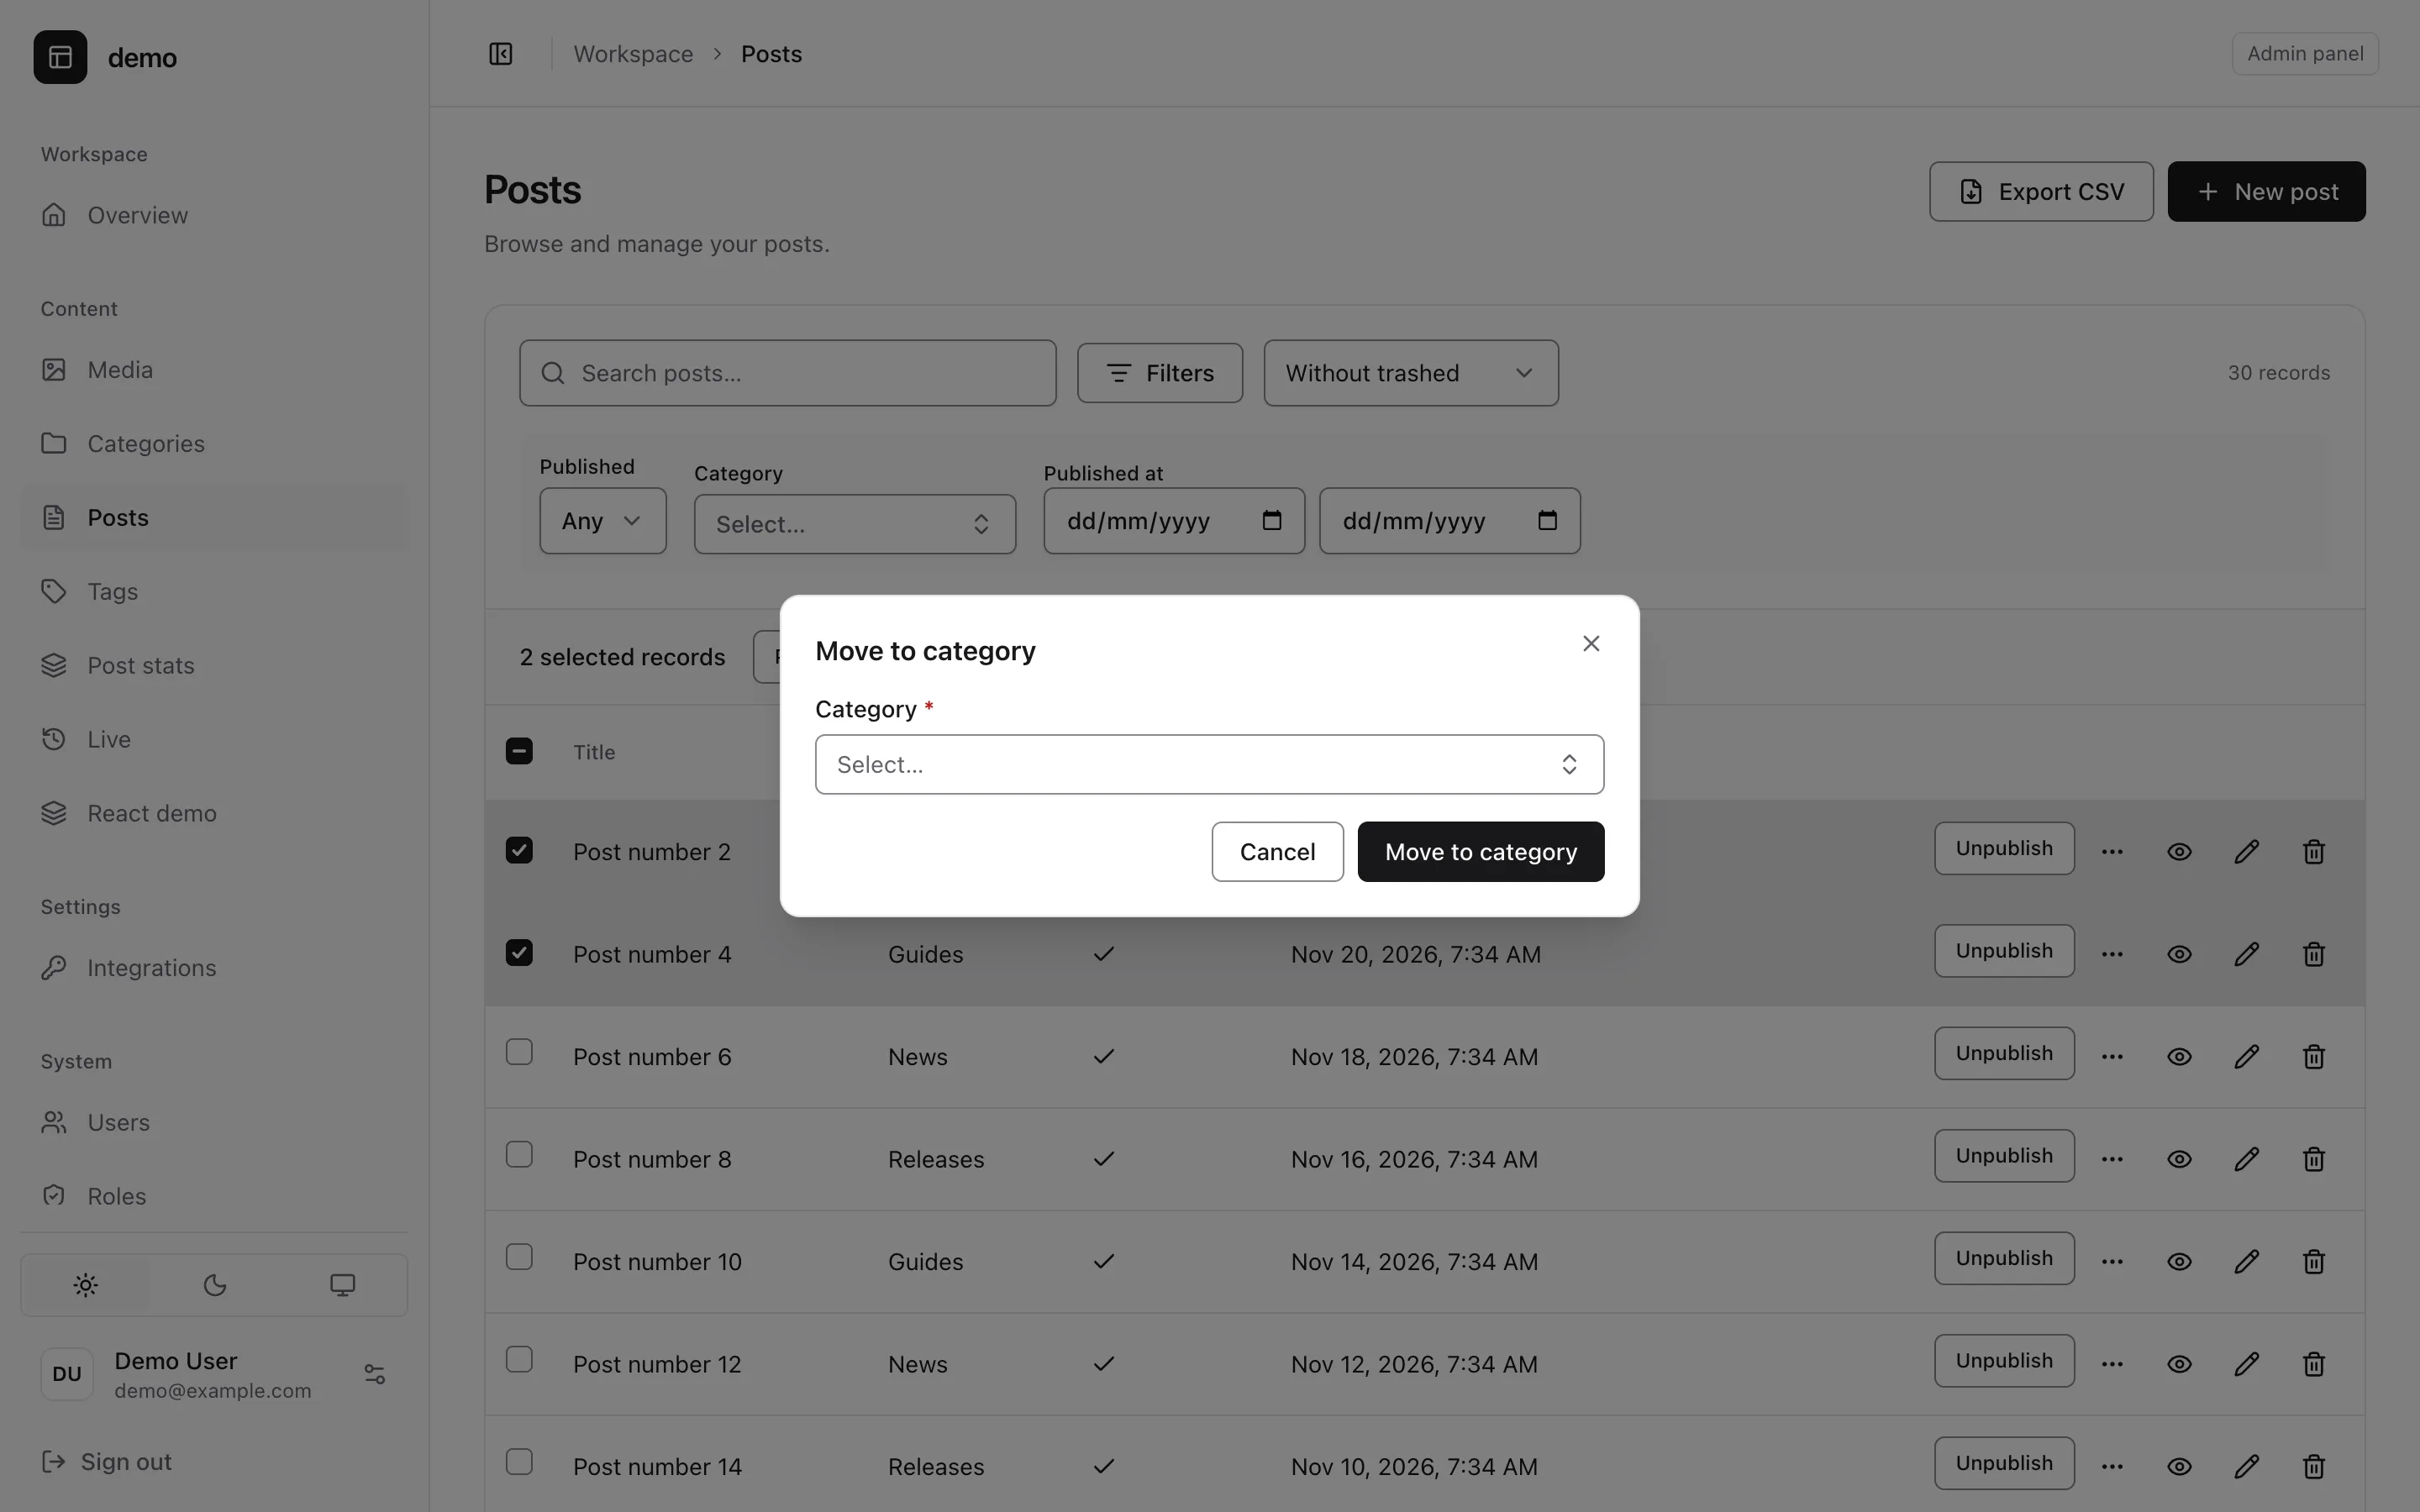 demo
Workspace
Overview
Content
Media
Categories
Posts
Tags
Post stats
Live
React demo
Settings
Integrations
System
Users
Roles
DU
Demo User
demo@example.com
Sign out
Workspace > Posts
Admin panel
Posts
Browse and manage your posts.
Export CSV
New post
Search posts...
Filters
Without trashed
30 records
Published
Any
Category
Select...
Published at
dd/mm/yyyy
dd/mm/yyyy
2 selected records
Move to category
Category *
Select...
Cancel
Move to category
Title
Post number 2 Unpublish
Post number 4 Guides Nov 20, 2026, 7:34 AM Unpublish
Post number 6 News Nov 18, 2026, 7:34 AM Unpublish
Post number 8 Releases Nov 16, 2026, 7:34 AM Unpublish
Post number 10 Guides Nov 14, 2026, 7:34 AM Unpublish
Post number 12 News Nov 12, 2026, 7:34 AM Unpublish
Post number 14 Releases Nov 10, 2026, 7:34 AM Unpublish